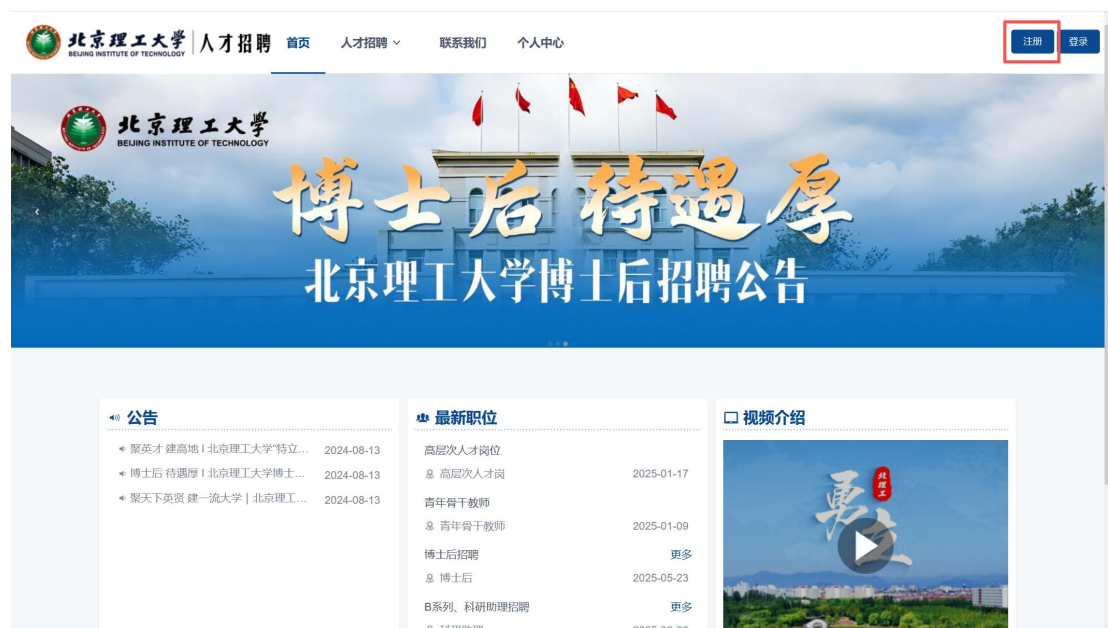 北京理工大学
BEIJING INSTITUTE OF TECHNOLOGY
人才招聘
首页
人才招聘
联系我们
个人中心
注册
登录
北京理工大学
BEIJING INSTITUTE OF TECHNOLOGY
博士后 待遇厚
北京理工大学博士后招聘公告
公告
聚英才 建高地 I 北京理工大学“特立… 2024-08-13
博士后 待遇厚 I 北京理工大学博士… 2024-08-13
聚天下英贤 建一流大学 | 北京理工… 2024-08-13
最新职位
高层次人才岗位
高层次人才岗 2025-01-17
青年骨干教师
青年骨干教师 2025-01-09
博士后招聘 更多
博士后 2025-05-23
B系列、科研助理招聘 更多
视频介绍
北理工
勇立